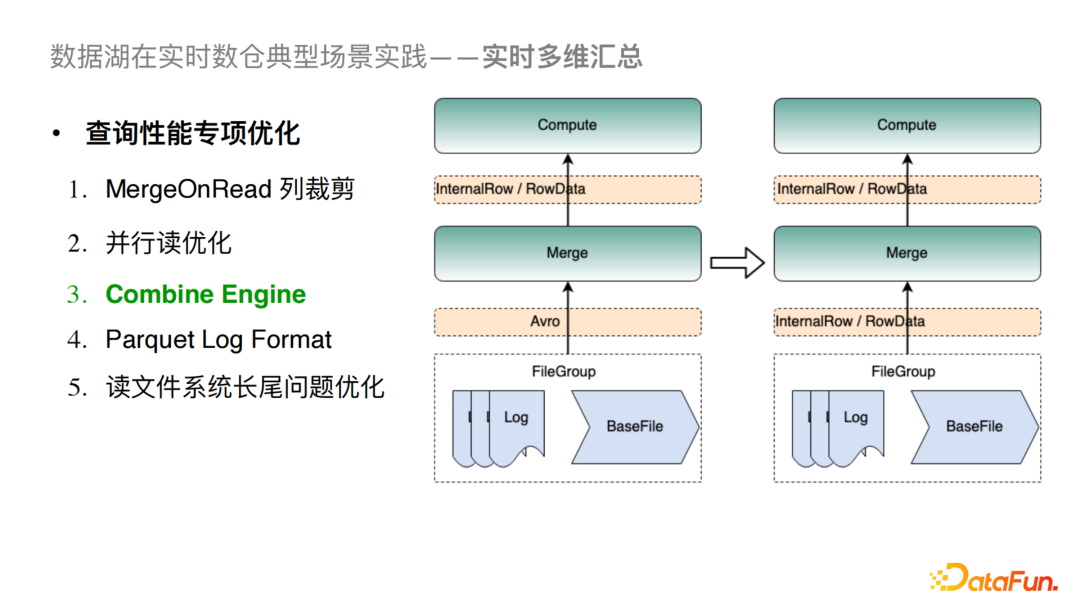 数据湖在实时数仓典型场景实践——实时多维汇总
• 查询性能专项优化
1. MergeOnRead 列裁剪
2. 并行读优化
3. Combine Engine
4. Parquet Log Format
5. 读文件系统长尾问题优化
Compute
InternalRow / RowData
Merge
Avro
FileGroup
Log
BaseFile
Compute
InternalRow / RowData
Merge
InternalRow / RowData
FileGroup
Log
BaseFile
DataFun.